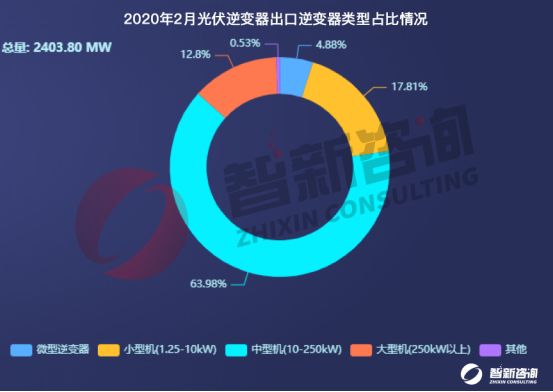 2020年2月光伏逆变器出口逆变器类型占比情况
总量: 2403.80 MW
0.53%
4.88%
12.8%
17.81%
智新咨询
ZHIXIN CONSULTING
63.98%
微型逆变器 小型机(1.25-10kW) 中型机(10-250kW) 大型机(250kW以上) 其他
智新咨询
ZHIXIN CONSULTING